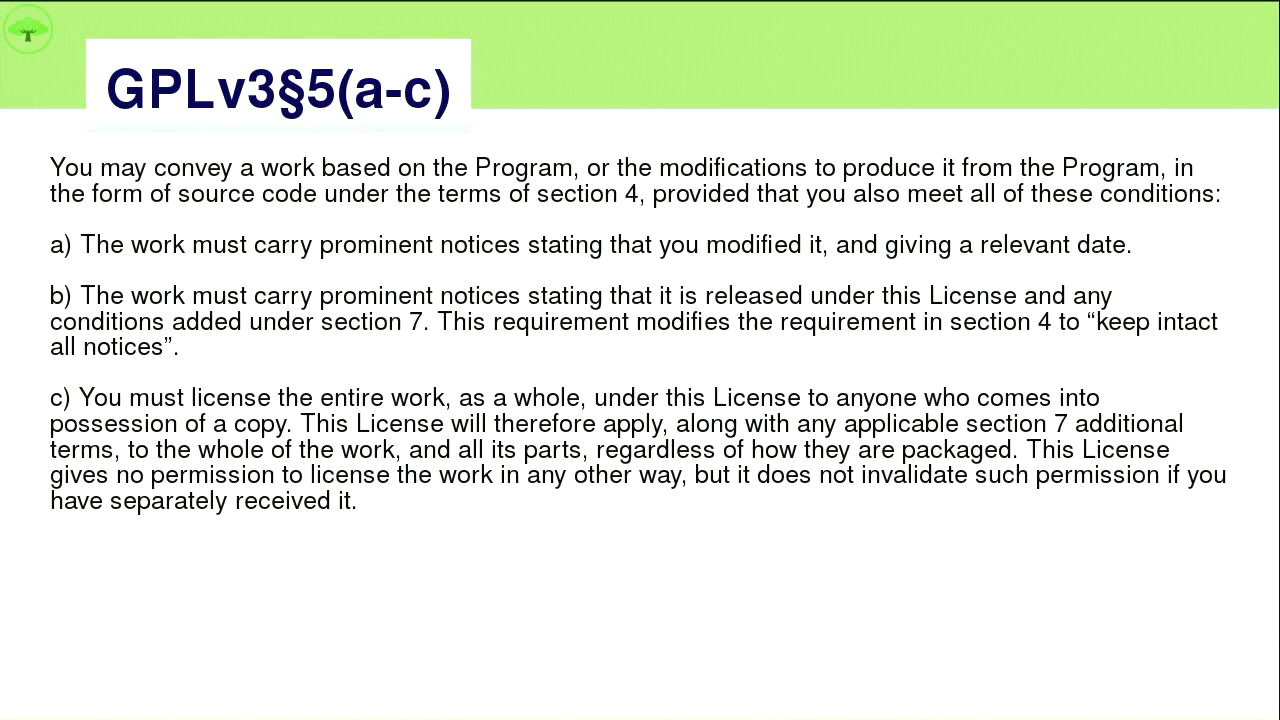 GPLv3§5(a-c)
You may convey a work based on the Program, or the modifications to produce it from the Program, in
the form of source code under the terms of section 4, provided that you also meet all of these conditions:
a) The work must carry prominent notices stating that you modified it, and giving a relevant date.
b) The work must carry prominent notices stating that it is released under this License and any
conditions added under section 7. This requirement modifies the requirement in section 4 to “keep intact
all notices”.
c) You must license the entire work, as a whole, under this License to anyone who comes into
possession of a copy. This License will therefore apply, along with any applicable section 7 additional
terms, to the whole of the work, and all its parts, regardless of how they are packaged. This License
gives no permission to license the work in any other way, but it does not invalidate such permission if you
have separately received it.